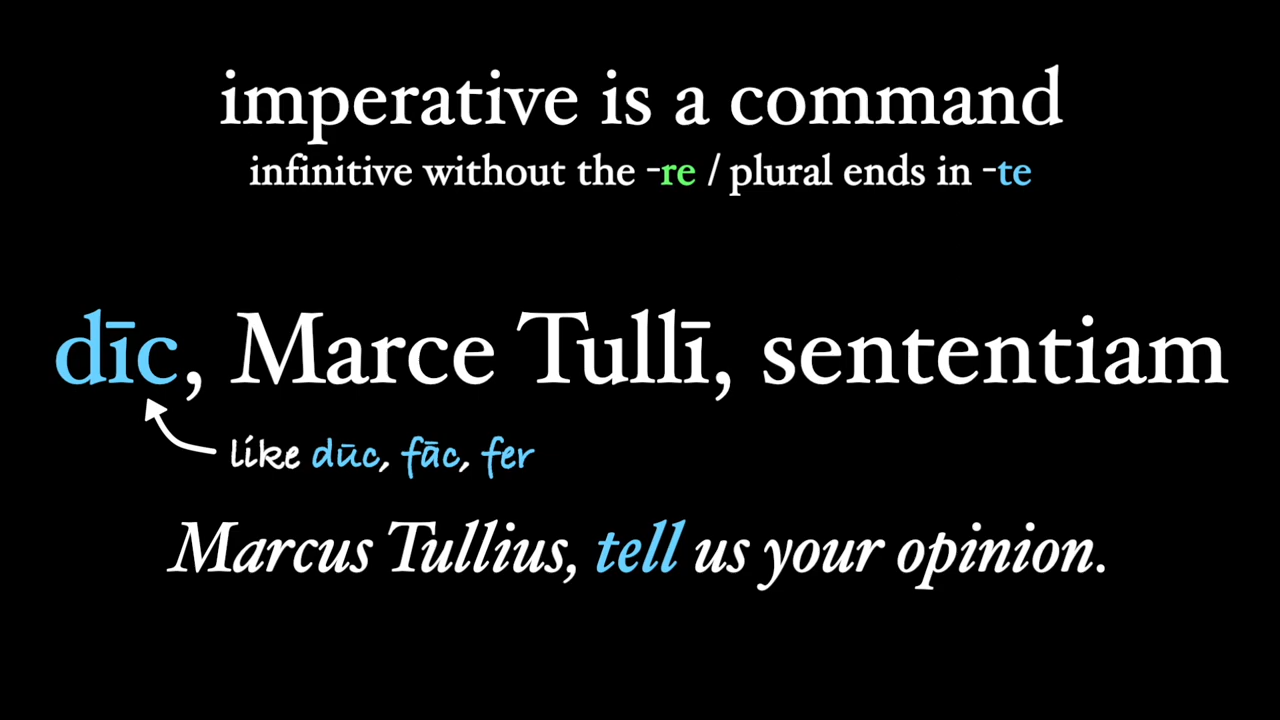 imperative is a command
infinitive without the -re / plural ends in -te
dīc, Marce Tullī, sententiam
like dūc, fāc, fer
Marcus Tullius, tell us your opinion.